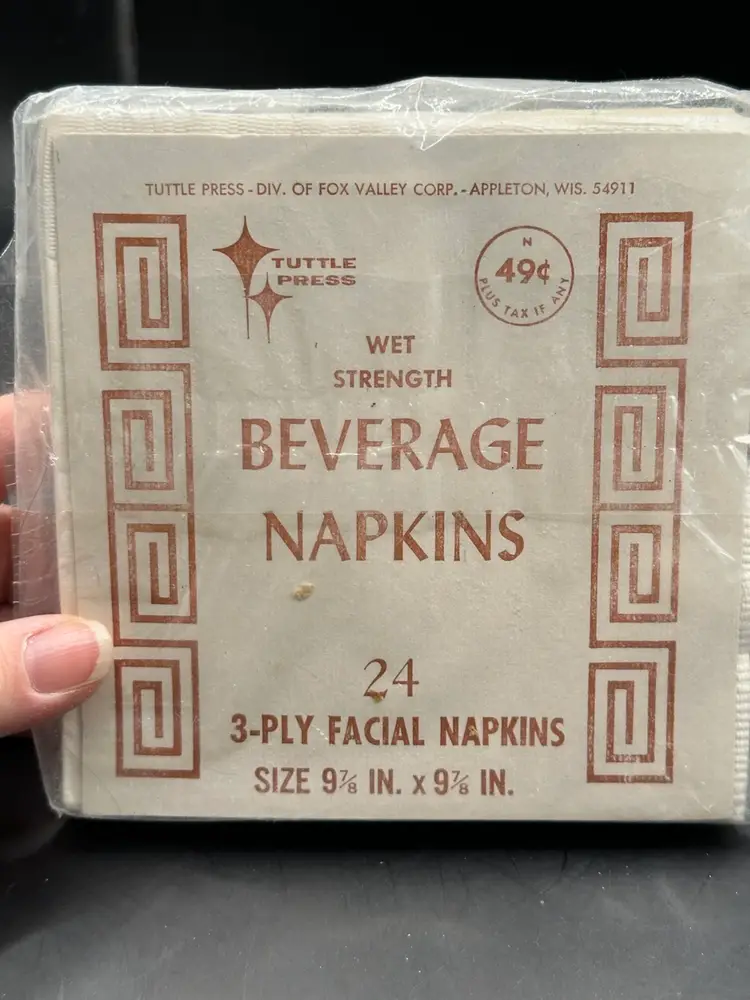 TUTTLE PRESS - DIV. OF FOX VALLEY CORP. - APPLETON, WIS. 54911
TUTTLE
PRESS
N
49¢
PLUS TAX IF ANY
WET
STRENGTH
BEVERAGE
NAPKINS
24
3-PLY FACIAL NAPKINS
SIZE 9⅞ IN. x 9⅞ IN.